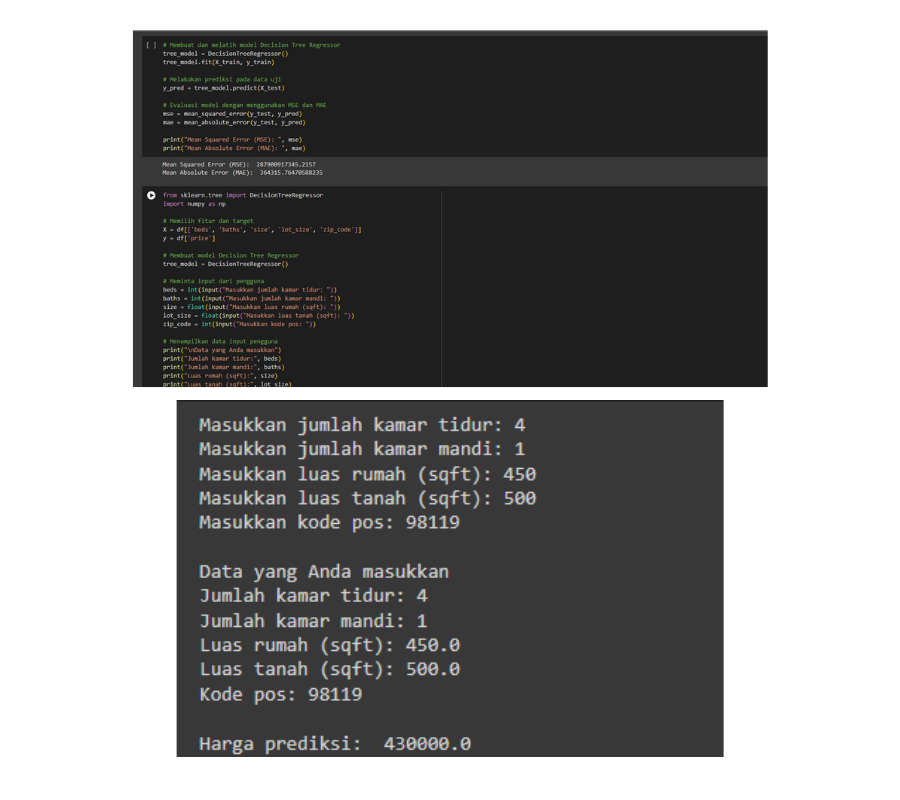 [ ] # Membuat dan melatih model Decision Tree Regressor
tree_model = DecisionTreeRegressor()
tree_model.fit(X_train, y_train)
# Melakukan prediksi pada data uji
y_pred = tree_model.predict(X_test)
# Evaluasi model dengan menggunakan MSE dan MAE
mse = mean_squared_error(y_test, y_pred)
mae = mean_absolute_error(y_test, y_pred)
print("Mean Squared Error (MSE): ", mse)
print("Mean Absolute Error (MAE): ", mae)
Mean Squared Error (MSE):  287900917345.2157
Mean Absolute Error (MAE):  364315.76470588235
from sklearn.tree import DecisionTreeRegressor
import numpy as np
# Memilih fitur dan target
X = df[['beds', 'baths', 'size', 'lot_size', 'zip_code']]
y = df['price']
# Membuat model Decision Tree Regressor
tree_model = DecisionTreeRegressor()
# Meminta input dari pengguna
beds = int(input("Masukkan jumlah kamar tidur: "))
baths = int(input("Masukkan jumlah kamar mandi: "))
size = float(input("Masukkan luas rumah (sqft): "))
lot_size = float(input("Masukkan luas tanah (sqft): "))
zip_code = int(input("Masukkan kode pos: "))
# Menampilkan data input pengguna
print("\nData yang Anda masukkan")
print("Jumlah kamar tidur:", beds)
print("Jumlah kamar mandi:", baths)
print("Luas rumah (sqft):", size)
print("Luas tanah (sqft):", lot_size)
Masukkan jumlah kamar tidur: 4
Masukkan jumlah kamar mandi: 1
Masukkan luas rumah (sqft): 450
Masukkan luas tanah (sqft): 500
Masukkan kode pos: 98119
Data yang Anda masukkan
Jumlah kamar tidur: 4
Jumlah kamar mandi: 1
Luas rumah (sqft): 450.0
Luas tanah (sqft): 500.0
Kode pos: 98119
Harga prediksi:  430000.0